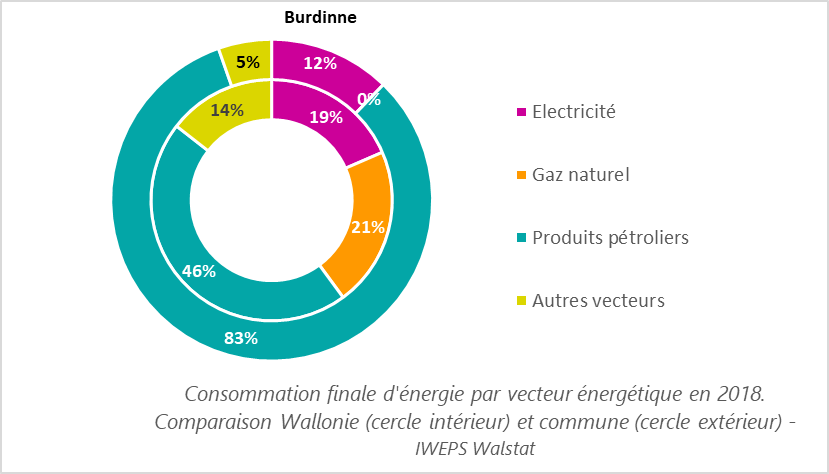 Burdinne
5%
12%
0%
14%
19%
21%
46%
83%
Electricité
Gaz naturel
Produits pétroliers
Autres vecteurs
Consommation finale d'énergie par vecteur énergétique en 2018.
Comparaison Wallonie (cercle intérieur) et commune (cercle extérieur) -
IWEPS Walstat